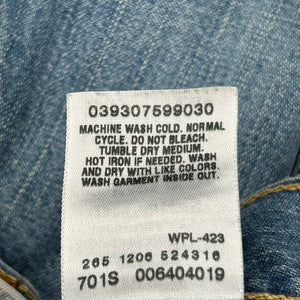 039307599030
MACHINE WASH COLD. NORMAL
CYCLE. DO NOT BLEACH.
TUMBLE DRY MEDIUM.
HOT IRON IF NEEDED. WASH
AND DRY WITH LIKE COLORS.
WASH GARMENT INSIDE OUT.
WPL-423
265 1206 524316
701S 006404019